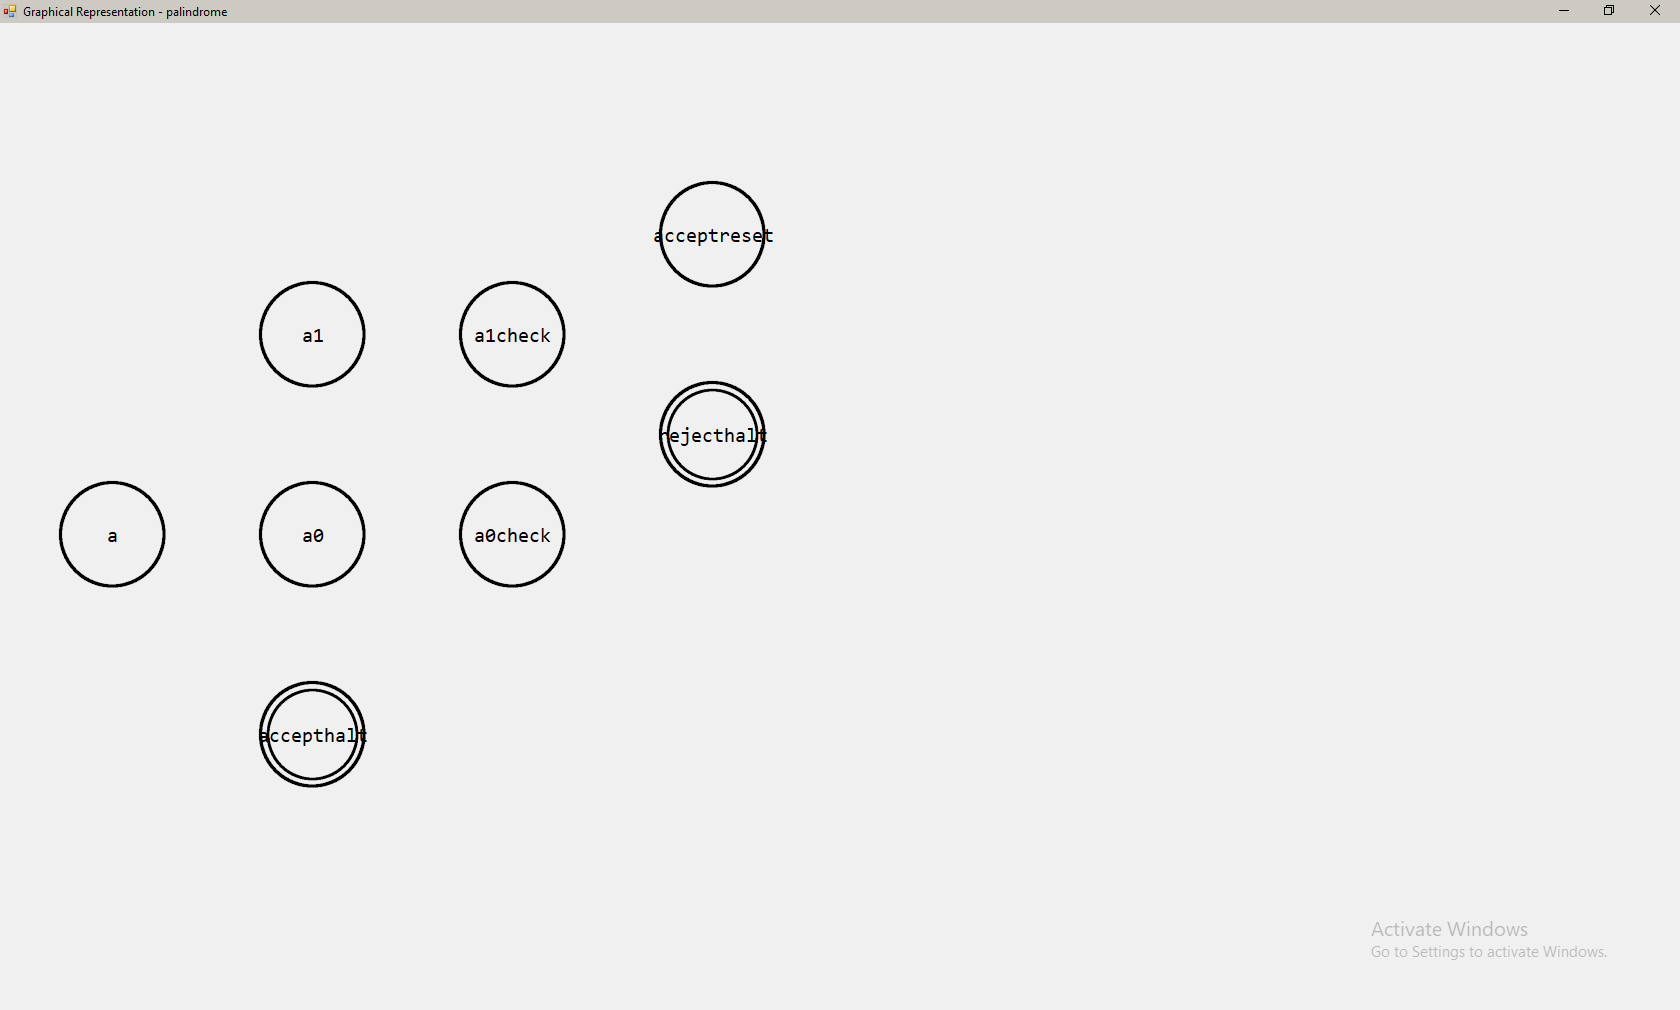 Graphical Representation - palindrome
acceptreset
a1
a1check
rejecthalt
a
a0
a0check
accepthalt
Activate Windows
Go to Settings to activate Windows.